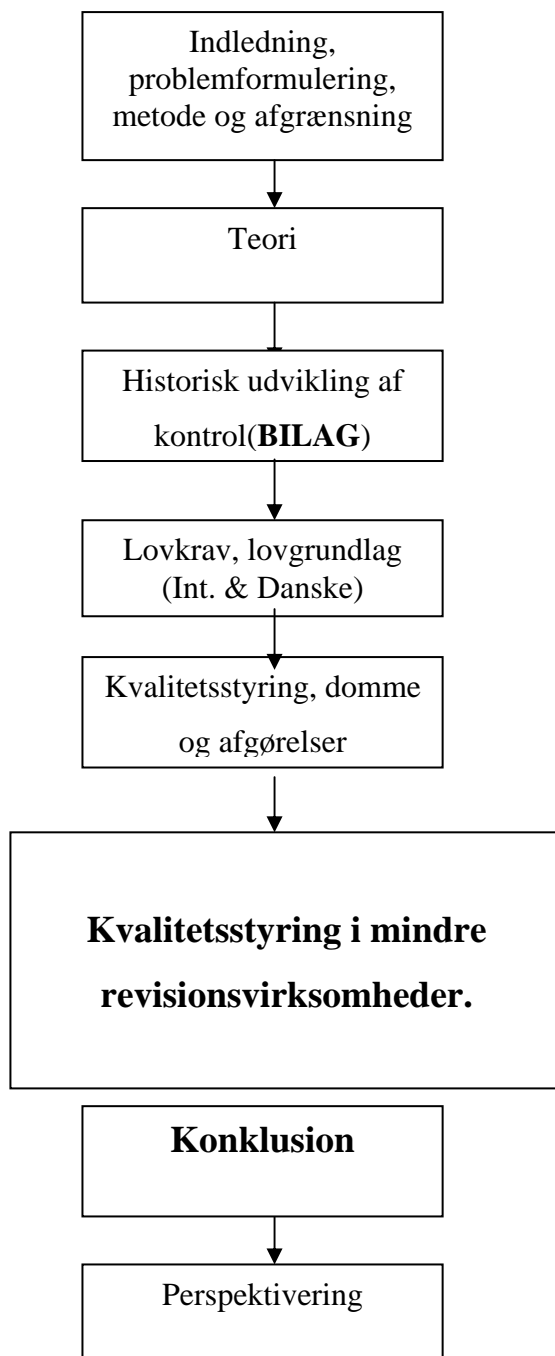 Indledning,
problemformulering,
metode og afgrænsning
Teori
Historisk udvikling af
kontrol(BILAG)
Lovkrav, lovgrundlag
(Int. & Danske)
Kvalitetsstyring, domme
og afgørelser
Kvalitetsstyring i mindre
revisionsvirksomheder.
Konklusion
Perspektivering